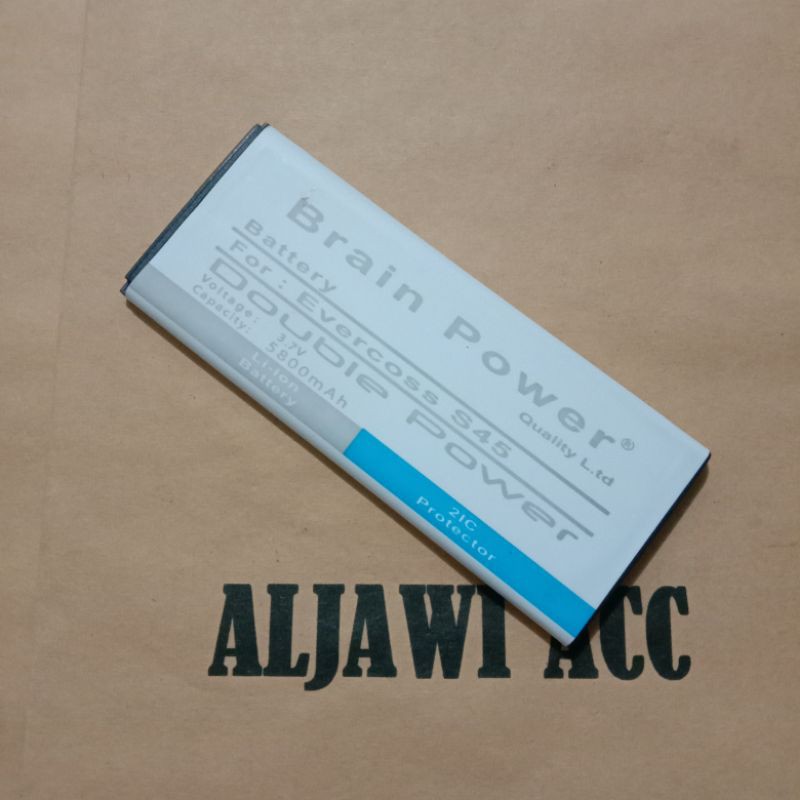 Brain Power®
Quality L.td
Battery
For : Evercoss S45
Double Power
Voltage: 3.7V
Capacity: 5800mAh
Li-Ion
Battery
2IC
Protector
ALJAWI ACC